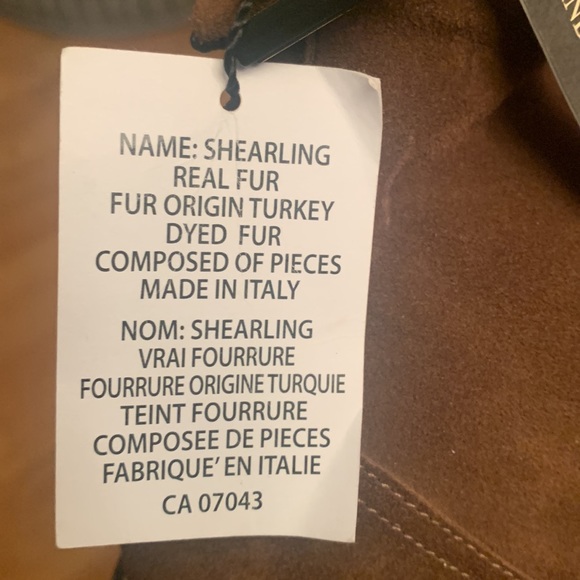 NAME: SHEARLING
REAL FUR
FUR ORIGIN TURKEY
DYED FUR
COMPOSED OF PIECES
MADE IN ITALY
NOM: SHEARLING
VRAI FOURRURE
FOURRURE ORIGINE TURQUIE
TEINT FOURRURE
COMPOSEE DE PIECES
FABRIQUE' EN ITALIE
CA 07043